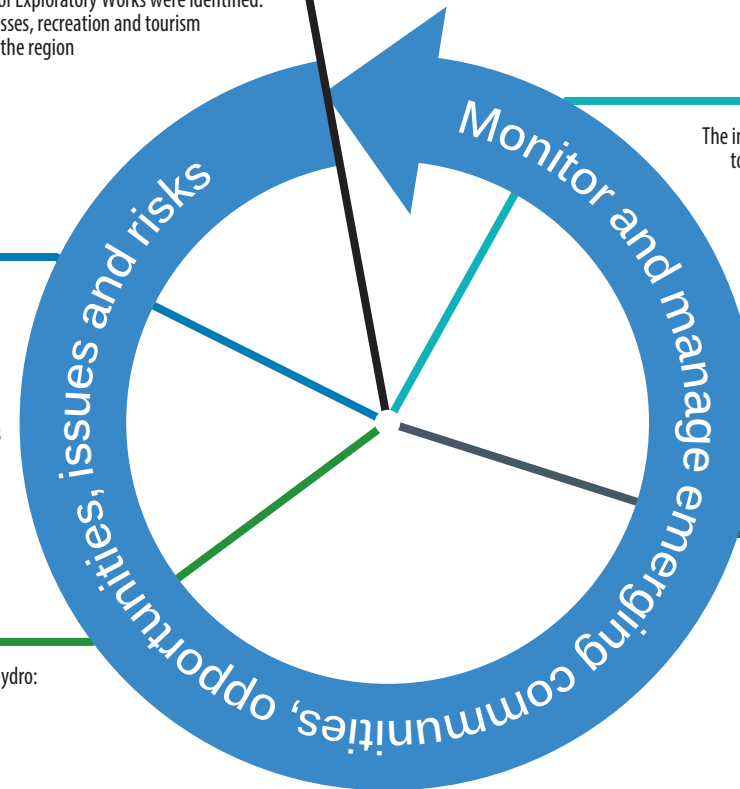 of Exploratory Works were identified:
sses, recreation and tourism
the region
The i
to
Monitor and manage emerging communities, opportunities, issues and risks
s
ydro: